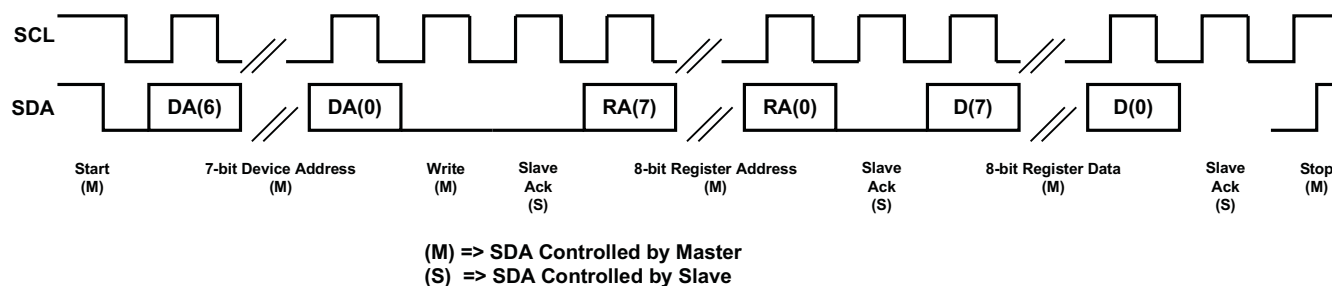 SCL
SDA
DA(6)
DA(0)
RA(7)
RA(0)
D(7)
D(0)
Start
(M)
7-bit Device Address
(M)
Write
(M)
Slave
Ack
(S)
8-bit Register Address
(M)
Slave
Ack
(S)
8-bit Register Data
(M)
Slave
Ack
(S)
Stop
(M)
(M) => SDA Controlled by Master
(S) => SDA Controlled by Slave